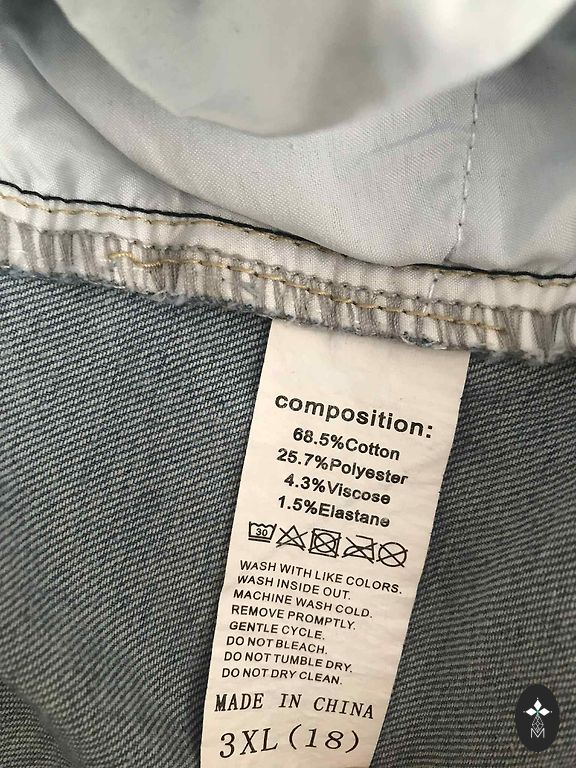 composition:
68.5%Cotton
25.7%Polyester
4.3%Viscose
1.5%Elastane
30
WASH WITH LIKE COLORS.
WASH INSIDE OUT.
MACHINE WASH COLD.
REMOVE PROMPTLY.
GENTLE CYCLE.
DO NOT BLEACH.
DO NOT TUMBLE DRY.
DO NOT DRY CLEAN.
MADE IN CHINA
3XL(18)
M